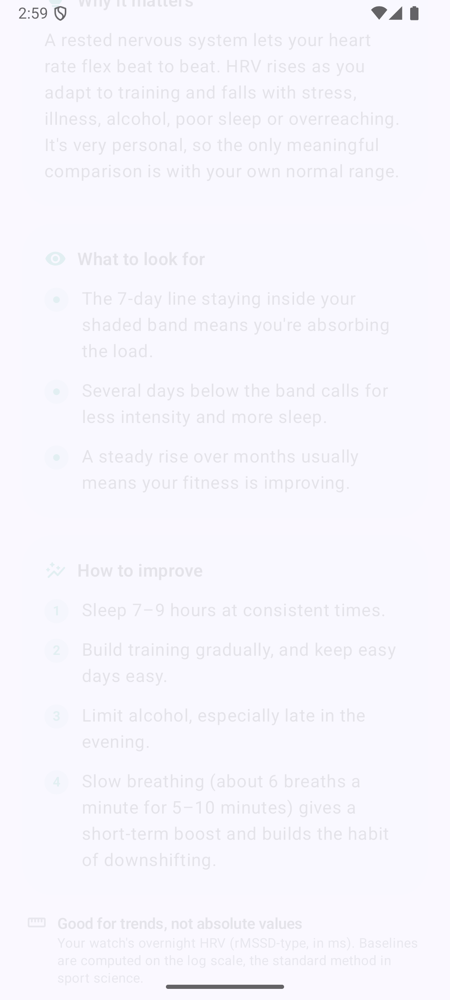 Why it matters
2:59
A rested nervous system lets your heart
rate flex beat to beat. HRV rises as you
adapt to training and falls with stress,
illness, alcohol, poor sleep or overreaching.
It's very personal, so the only meaningful
comparison is with your own normal range.
What to look for
The 7-day line staying inside your
shaded band means you're absorbing
the load.
Several days below the band calls for
less intensity and more sleep.
A steady rise over months usually
means your fitness is improving.
How to improve
1 Sleep 7–9 hours at consistent times.
2 Build training gradually, and keep easy
days easy.
3 Limit alcohol, especially late in the
evening.
4 Slow breathing (about 6 breaths a
minute for 5–10 minutes) gives a
short-term boost and builds the habit
of downshifting.
Good for trends, not absolute values
Your watch's overnight HRV (rMSSD-type, in ms). Baselines
are computed on the log scale, the standard method in
sport science.